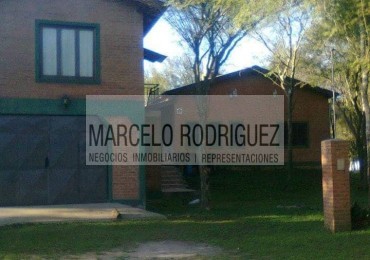 MARCELO RODRIGUEZ
NEGOCIOS INMOBILIARIOS | REPRESENTACIONES